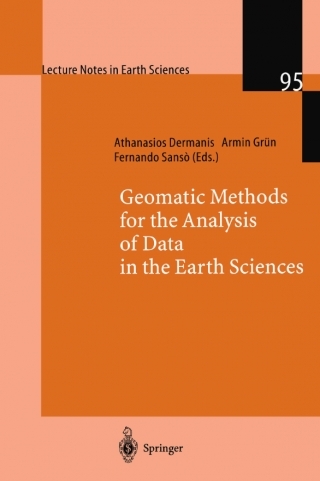 Lecture Notes in Earth Sciences
95
Athanasios Dermanis Armin Grün
Fernando Sansò (Eds.)
Geomatic Methods
for the Analysis
of Data
in the Earth Sciences
Springer